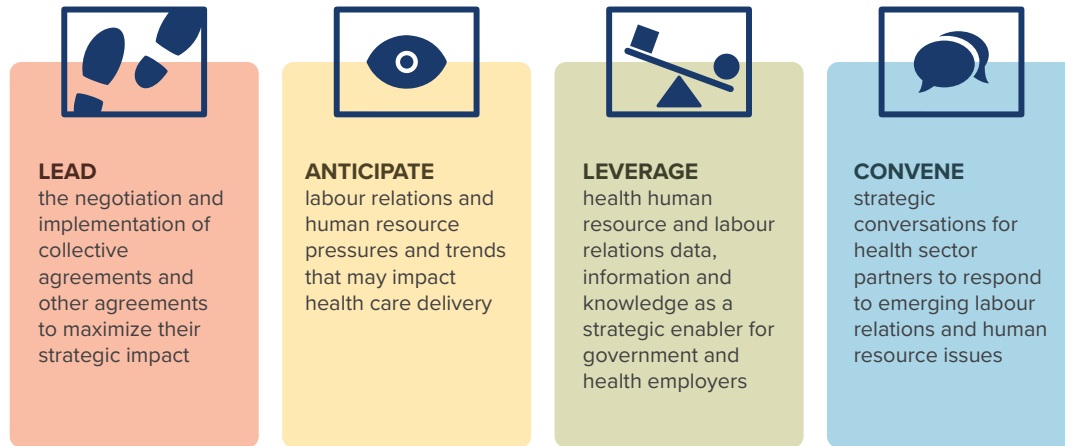 LEAD
the negotiation and
implementation of
collective
agreements and
other agreements
to maximize their
strategic impact
ANTICIPATE
labour relations and
human resource
pressures and trends
that may impact
health care delivery
LEVERAGE
health human
resource and labour
relations data,
information and
knowledge as a
strategic enabler for
government and
health employers
CONVENE
strategic
conversations for
health sector
partners to respond
to emerging labour
relations and human
resource issues